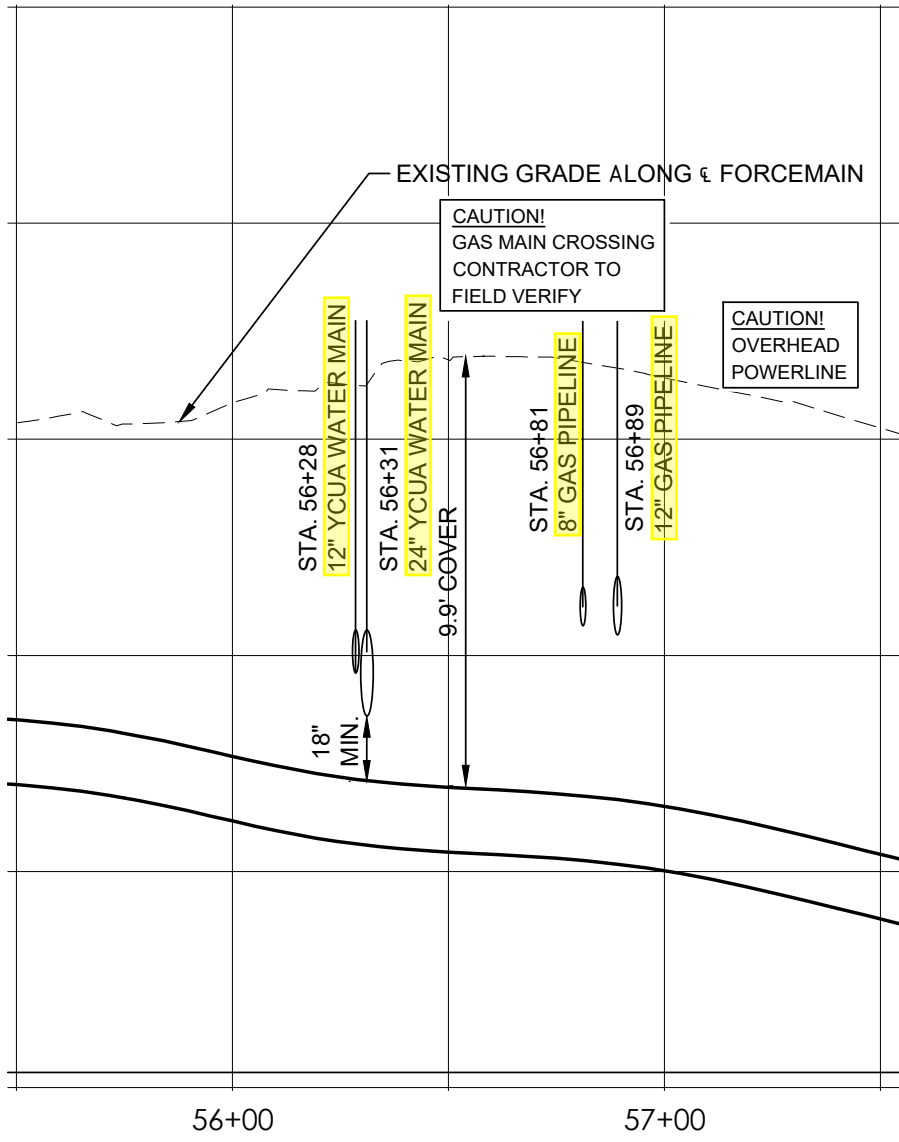 EXISTING GRADE ALONG ℄ FORCEMAIN
CAUTION!
GAS MAIN CROSSING
CONTRACTOR TO
FIELD VERIFY
CAUTION!
OVERHEAD
POWERLINE
STA. 56+28
12" YCUA WATER MAIN
STA. 56+31
24" YCUA WATER MAIN
9.9' COVER
STA. 56+81
8" GAS PIPELINE
STA. 56+89
12" GAS PIPELINE
18"
MIN.
56+00
57+00